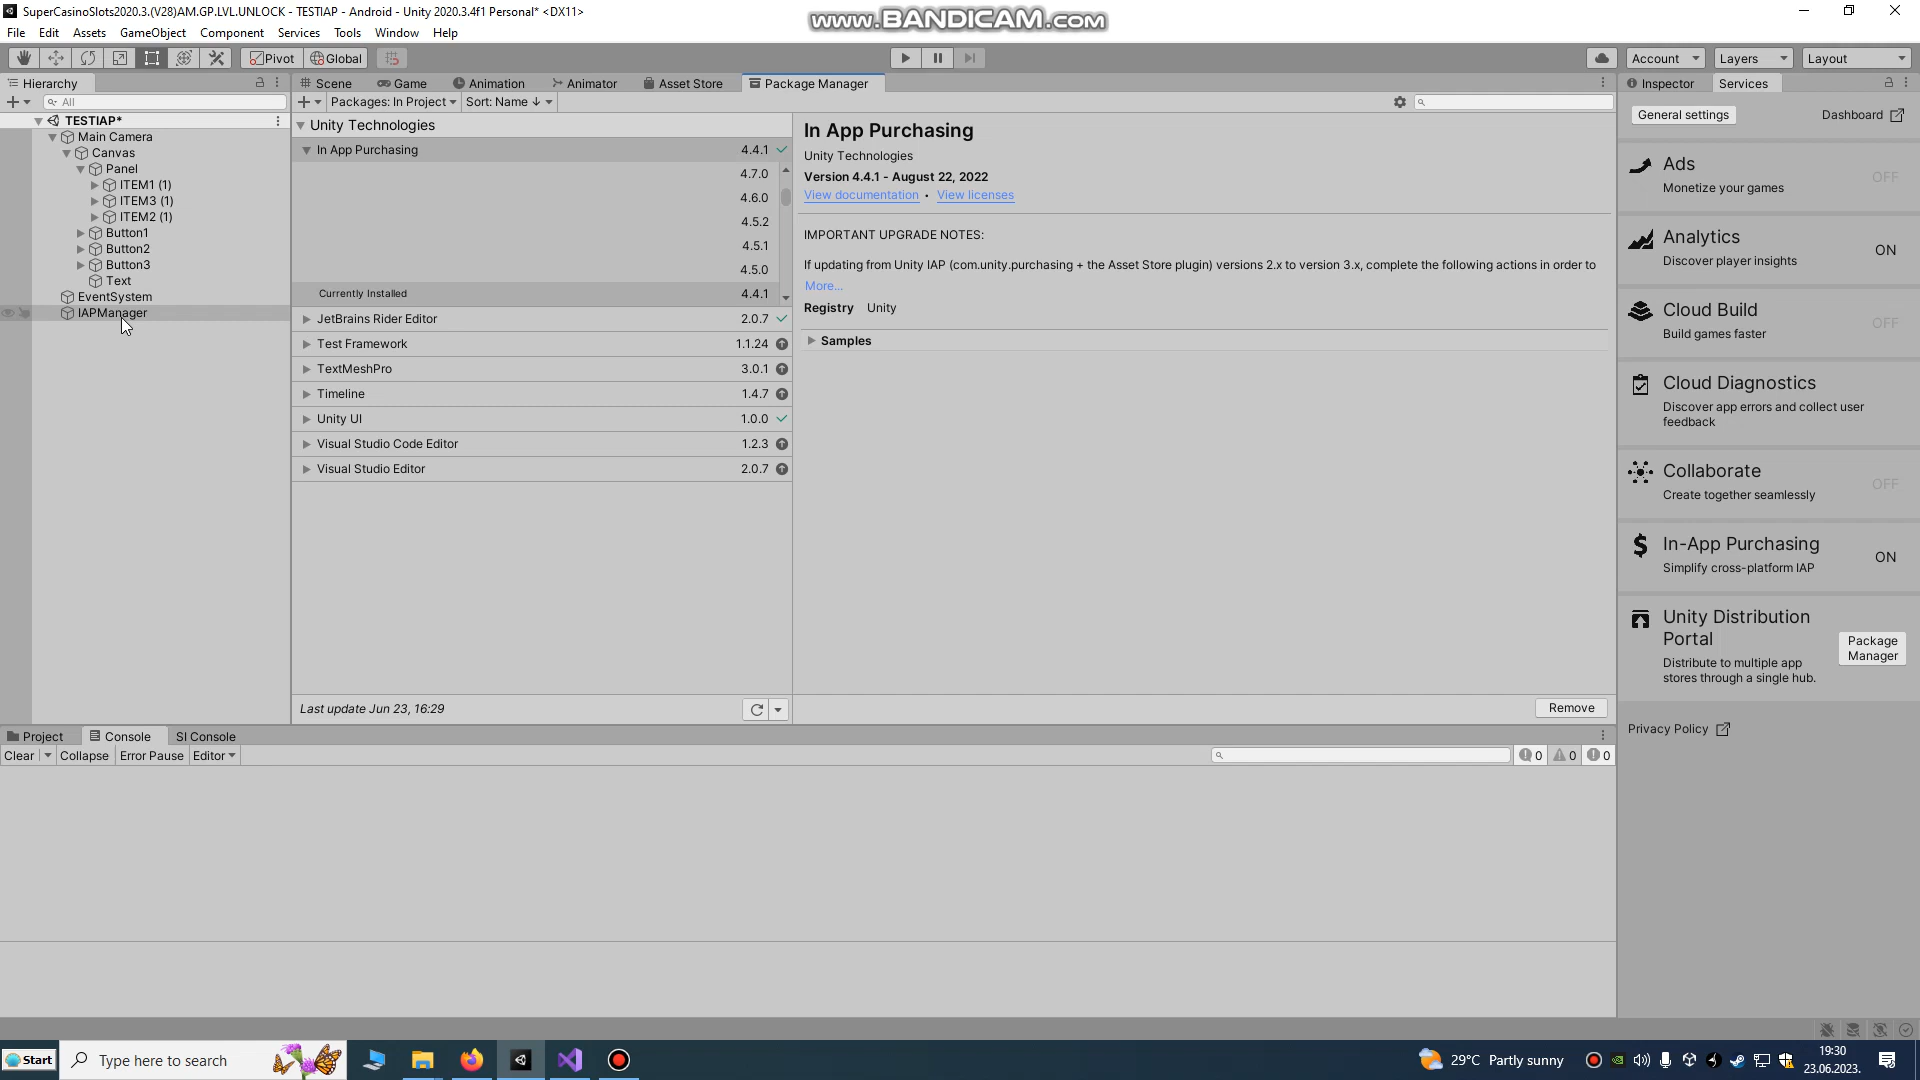 SuperCasinoSlots2020.3.(V28)AM.GP.LVL.UNLOCK - TESTIAP - Android - Unity 2020.3.4f1 Personal* <DX11>
www.BANDICAM.com
File Edit Assets GameObject Component Services Tools Window Help
Pivot Global Account Layers Layout
Hierarchy
All
TESTIAP*
Main Camera
Canvas
Panel
ITEM1 (1)
ITEM3 (1)
ITEM2 (1)
Button1
Button2
Button3
Text
EventSystem
IAPManager
Scene Game Animation Animator Asset Store Package Manager
Packages: In Project Sort: Name ↓
Unity Technologies
In App Purchasing 4.4.1
4.7.0
4.6.0
4.5.2
4.5.1
4.5.0
Currently Installed 4.4.1
JetBrains Rider Editor 2.0.7
Test Framework 1.1.24
TextMeshPro 3.0.1
Timeline 1.4.7
Unity UI 1.0.0
Visual Studio Code Editor 1.2.3
Visual Studio Editor 2.0.7
Last update Jun 23, 16:29
In App Purchasing
Unity Technologies
Version 4.4.1 - August 22, 2022
View documentation • View licenses
IMPORTANT UPGRADE NOTES:
If updating from Unity IAP (com.unity.purchasing + the Asset Store plugin) versions 2.x to version 3.x, complete the following actions in order to
More...
Registry Unity
Samples
Remove
Inspector Services
General settings Dashboard
Ads
Monetize your games
OFF
Analytics
Discover player insights
ON
Cloud Build
Build games faster
OFF
Cloud Diagnostics
Discover app errors and collect user
feedback
Collaborate
Create together seamlessly
OFF
In-App Purchasing
Simplify cross-platform IAP
ON
Unity Distribution
Portal
Distribute to multiple app
stores through a single hub.
Package
Manager
Privacy Policy
Project Console SI Console
Clear Collapse Error Pause Editor
0 0 0
Start Type here to search
29°C Partly sunny
19:30
23.06.2023.